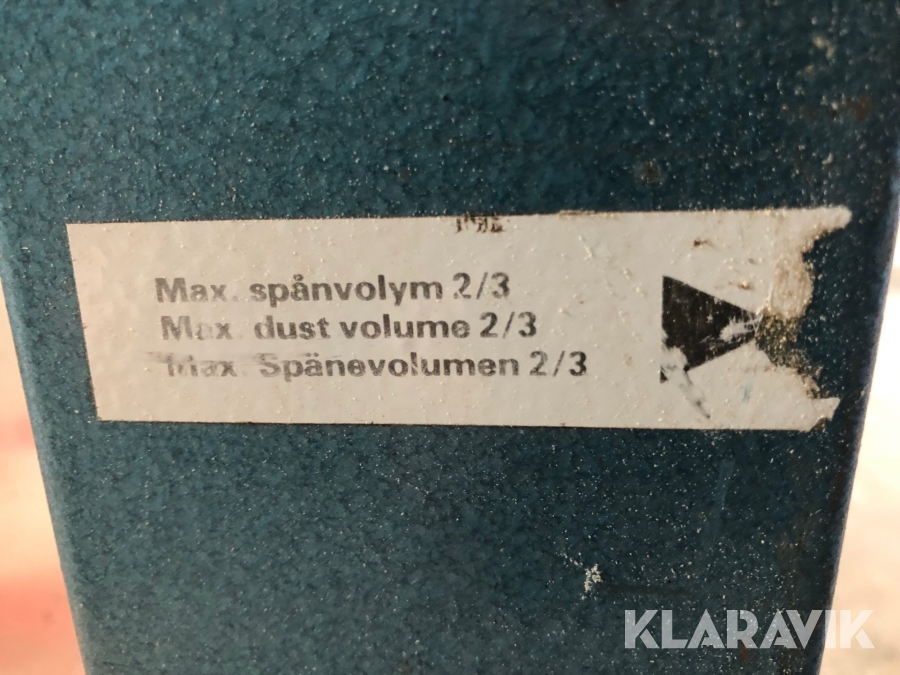 Max. spånvolym 2/3
Max. dust volume 2/3
Max. Spänevolumen 2/3
KLARAVIK